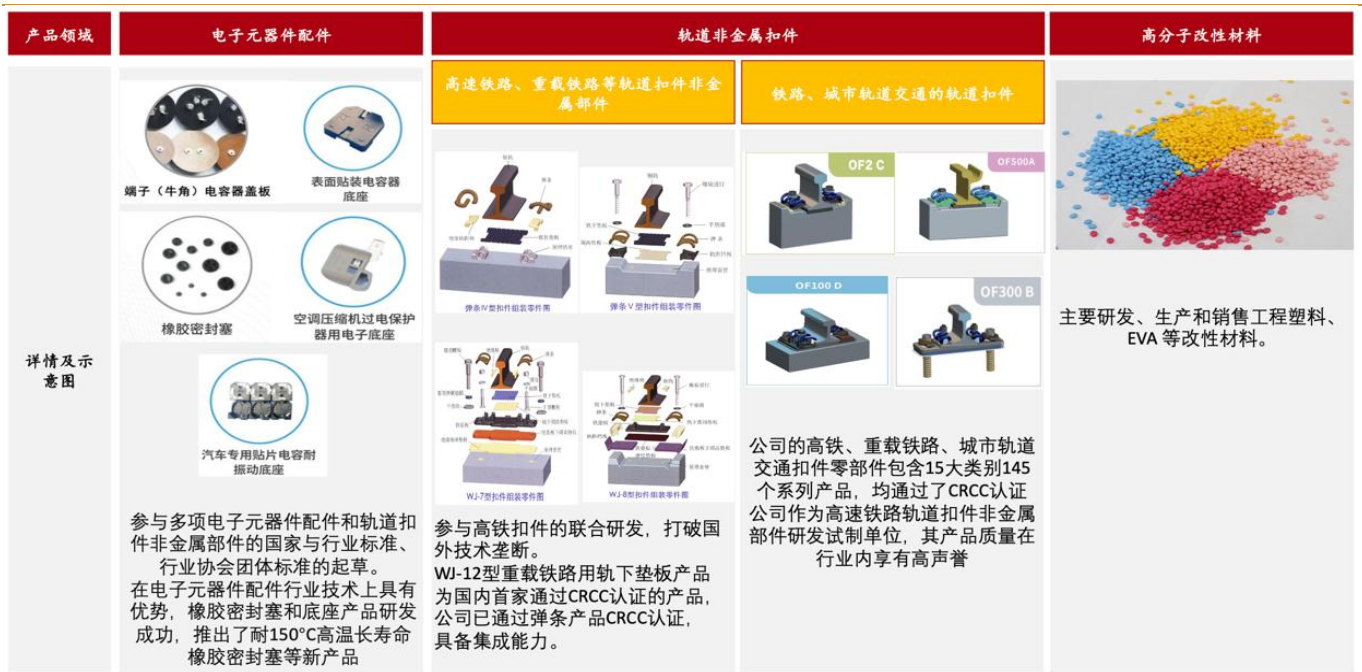 产品领域
电子元器件配件
轨道非金属扣件
高分子改性材料
详情及示
意图
端子（牛角）电容器盖板
表面贴装电容器
底座
橡胶密封塞
空调压缩机过电保护
器用电子底座
汽车专用贴片电容耐
振动底座
参与多项电子元器件配件和轨道扣
件非金属部件的国家与行业标准、
行业协会团体标准的起草。
在电子元器件配件行业技术上具有
优势，橡胶密封塞和底座产品研发
成功，推出了耐150°C高温长寿命
橡胶密封塞等新产品
高速铁路、重载铁路等轨道扣件非金
属部件
弹条Ⅳ型扣件组装零件图
弹条Ⅴ型扣件组装零件图
WJ-7型扣件组装零件图
WJ-8型扣件组装零件图
参与高铁扣件的联合研发，打破国
外技术垄断。
WJ-12型重载铁路用轨下垫板产品
为国内首家通过CRCC认证的产品，
公司已通过弹条产品CRCC认证，
具备集成能力。
铁路、城市轨道交通的轨道扣件
OF2 C
OF500A
OF100 D
OF300 B
公司的高铁、重载铁路、城市轨道
交通扣件零部件包含15大类别145
个系列产品，均通过了CRCC认证
公司作为高速铁路轨道扣件非金属
部件研发试制单位，其产品质量在
行业内享有高声誉
主要研发、生产和销售工程塑料、
EVA 等改性材料。